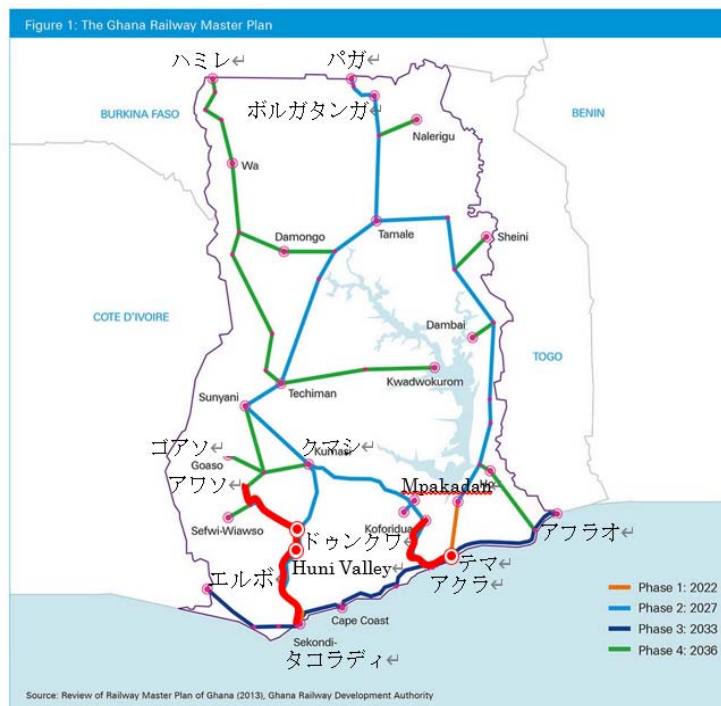 Figure 1: The Ghana Railway Master Plan
ハミレ↵
パガ↵
BURKINA FASO
ボルガタンガ↵
BENIN
Nalerigu
Wa
Damongo
Tamale
Sheini
COTE D'IVOIRE
Dambai
TOGO
Techiman
Kwadwokurom
Sunyani
ゴアソ↵
クマシ↵
Goaso
Kumasi
アワソ↵
Mpakadan↵
Sefwi-Wiawso
Koforidua
ドゥンクワ↵
アフラオ↵
エルボ↵
Huni Valley↵
テマ↵
アクラ↵
Phase 1: 2022
Phase 2: 2027
Cape Coast
Phase 3: 2033
Sekondi-
Phase 4: 2036
タコラディ↵
Source: Review of Railway Master Plan of Ghana (2013), Ghana Railway Development Authority